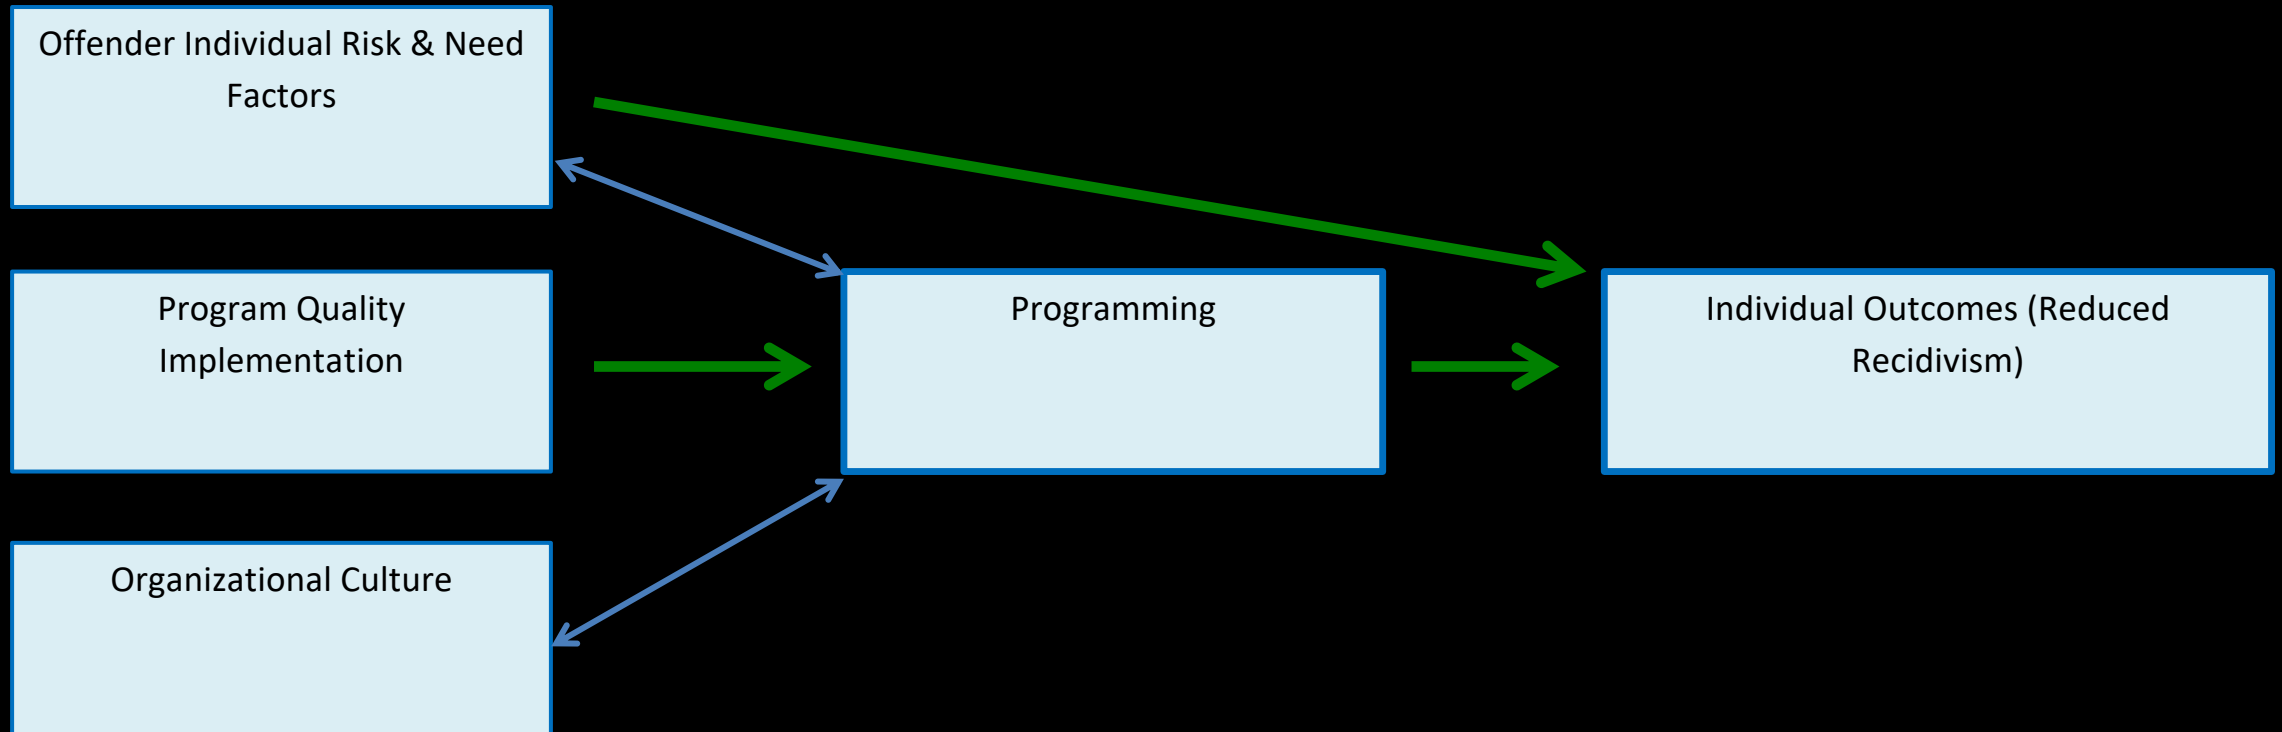 Offender Individual Risk & Need
Factors
Program Quality
Implementation
Programming
Individual Outcomes (Reduced
Recidivism)
Organizational Culture